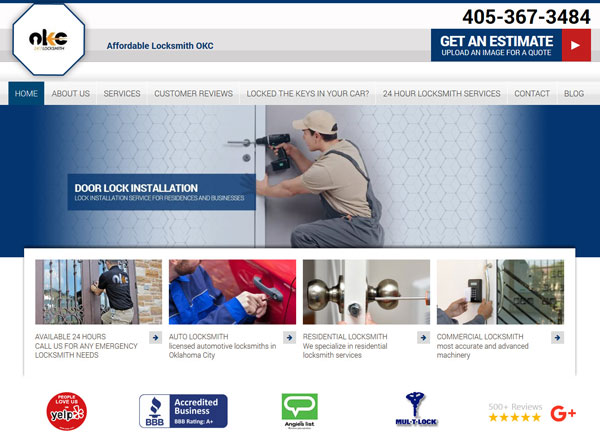 OKC
OKC LOCKSMITH
Affordable Locksmith OKC
405-367-3484
GET AN ESTIMATE
UPLOAD AN IMAGE FOR A QUOTE
HOME ABOUT US SERVICES CUSTOMER REVIEWS LOCKED THE KEYS IN YOUR CAR? 24 HOUR LOCKSMITH SERVICES CONTACT BLOG
DOOR LOCK INSTALLATION
LOCK INSTALLATION SERVICE FOR RESIDENCES AND BUSINESSES
AVAILABLE 24 HOURS
CALL US FOR ANY EMERGENCY
LOCKSMITH NEEDS
AUTO LOCKSMITH
licensed automotive locksmiths in
Oklahoma City
RESIDENTIAL LOCKSMITH
We specialize in residential
locksmith services
COMMERCIAL LOCKSMITH
most accurate and advanced
machinery
PEOPLE
LOVE US
yelp
BBB
Accredited
Business
BBB Rating: A+
Angie's list
MUL-T-LOCK
500+ Reviews
G+